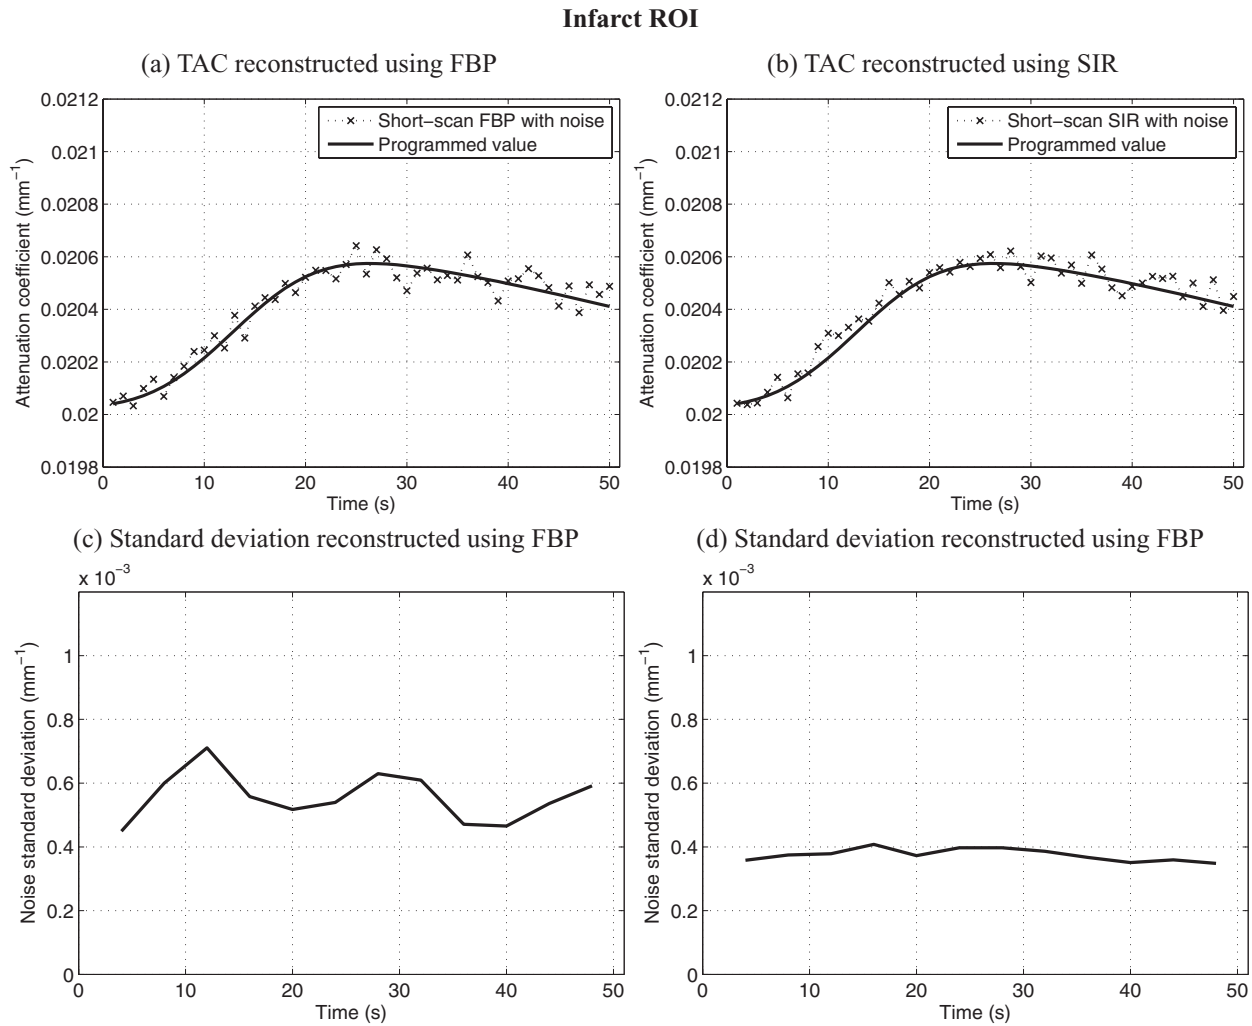 Infarct ROI
(a) TAC reconstructed using FBP
(b) TAC reconstructed using SIR
0.0212
0.021
0.0208
0.0206
0.0204
0.0202
0.02
0.0198
Attenuation coefficient (mm⁻¹)
Short−scan FBP with noise
Programmed value
0 10 20 30 40 50
Time (s)
0.0212
0.021
0.0208
0.0206
0.0204
0.0202
0.02
0.0198
Attenuation coefficient (mm⁻¹)
Short−scan SIR with noise
Programmed value
0 10 20 30 40 50
Time (s)
(c) Standard deviation reconstructed using FBP
(d) Standard deviation reconstructed using FBP
x 10⁻³
1
0.8
0.6
0.4
0.2
0
Noise standard deviation (mm⁻¹)
0 10 20 30 40 50
Time (s)
x 10⁻³
1
0.8
0.6
0.4
0.2
0
Noise standard deviation (mm⁻¹)
0 10 20 30 40 50
Time (s)